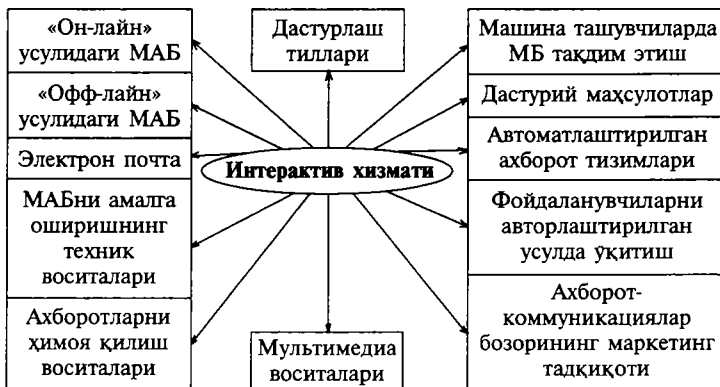 «Он-лайн»
усулидаги МАБ
«Офф-лайн»
усулидаги МАБ
Электрон почта
МАБни амалга
оширишнинг
техник
воситалари
Ахборотларни
ҳимоя қилиш
воситалари
Дастурлаш
тиллари
Интерактив хизмати
Мультимедиа
воситалари
Машина ташувчиларда
МБ тақдим этиш
Дастурий маҳсулотлар
Автоматлаштирилган
ахборот тизимлари
Фойдаланувчиларни
авторлаштирилган
усулда ўқитиш
Ахборот-
коммуникациялар
бозорининг маркетинг
тадқиқоти